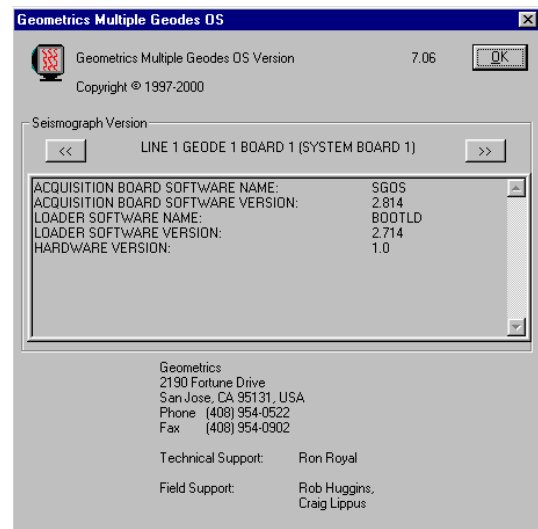 Geometrics Multiple Geodes OS
Geometrics Multiple Geodes OS Version 7.06 OK
Copyright © 1997-2000
Seismograph Version
<< LINE 1 GEODE 1 BOARD 1 (SYSTEM BOARD 1) >>
ACQUISITION BOARD SOFTWARE NAME: SGOS
ACQUISITION BOARD SOFTWARE VERSION: 2.814
LOADER SOFTWARE NAME: BOOTLD
LOADER SOFTWARE VERSION: 2.714
HARDWARE VERSION: 1.0
Geometrics
2190 Fortune Drive
San Jose, CA 95131, USA
Phone (408) 954-0522
Fax (408) 954-0902
Technical Support: Ron Royal
Field Support: Rob Huggins,
Craig Lippus